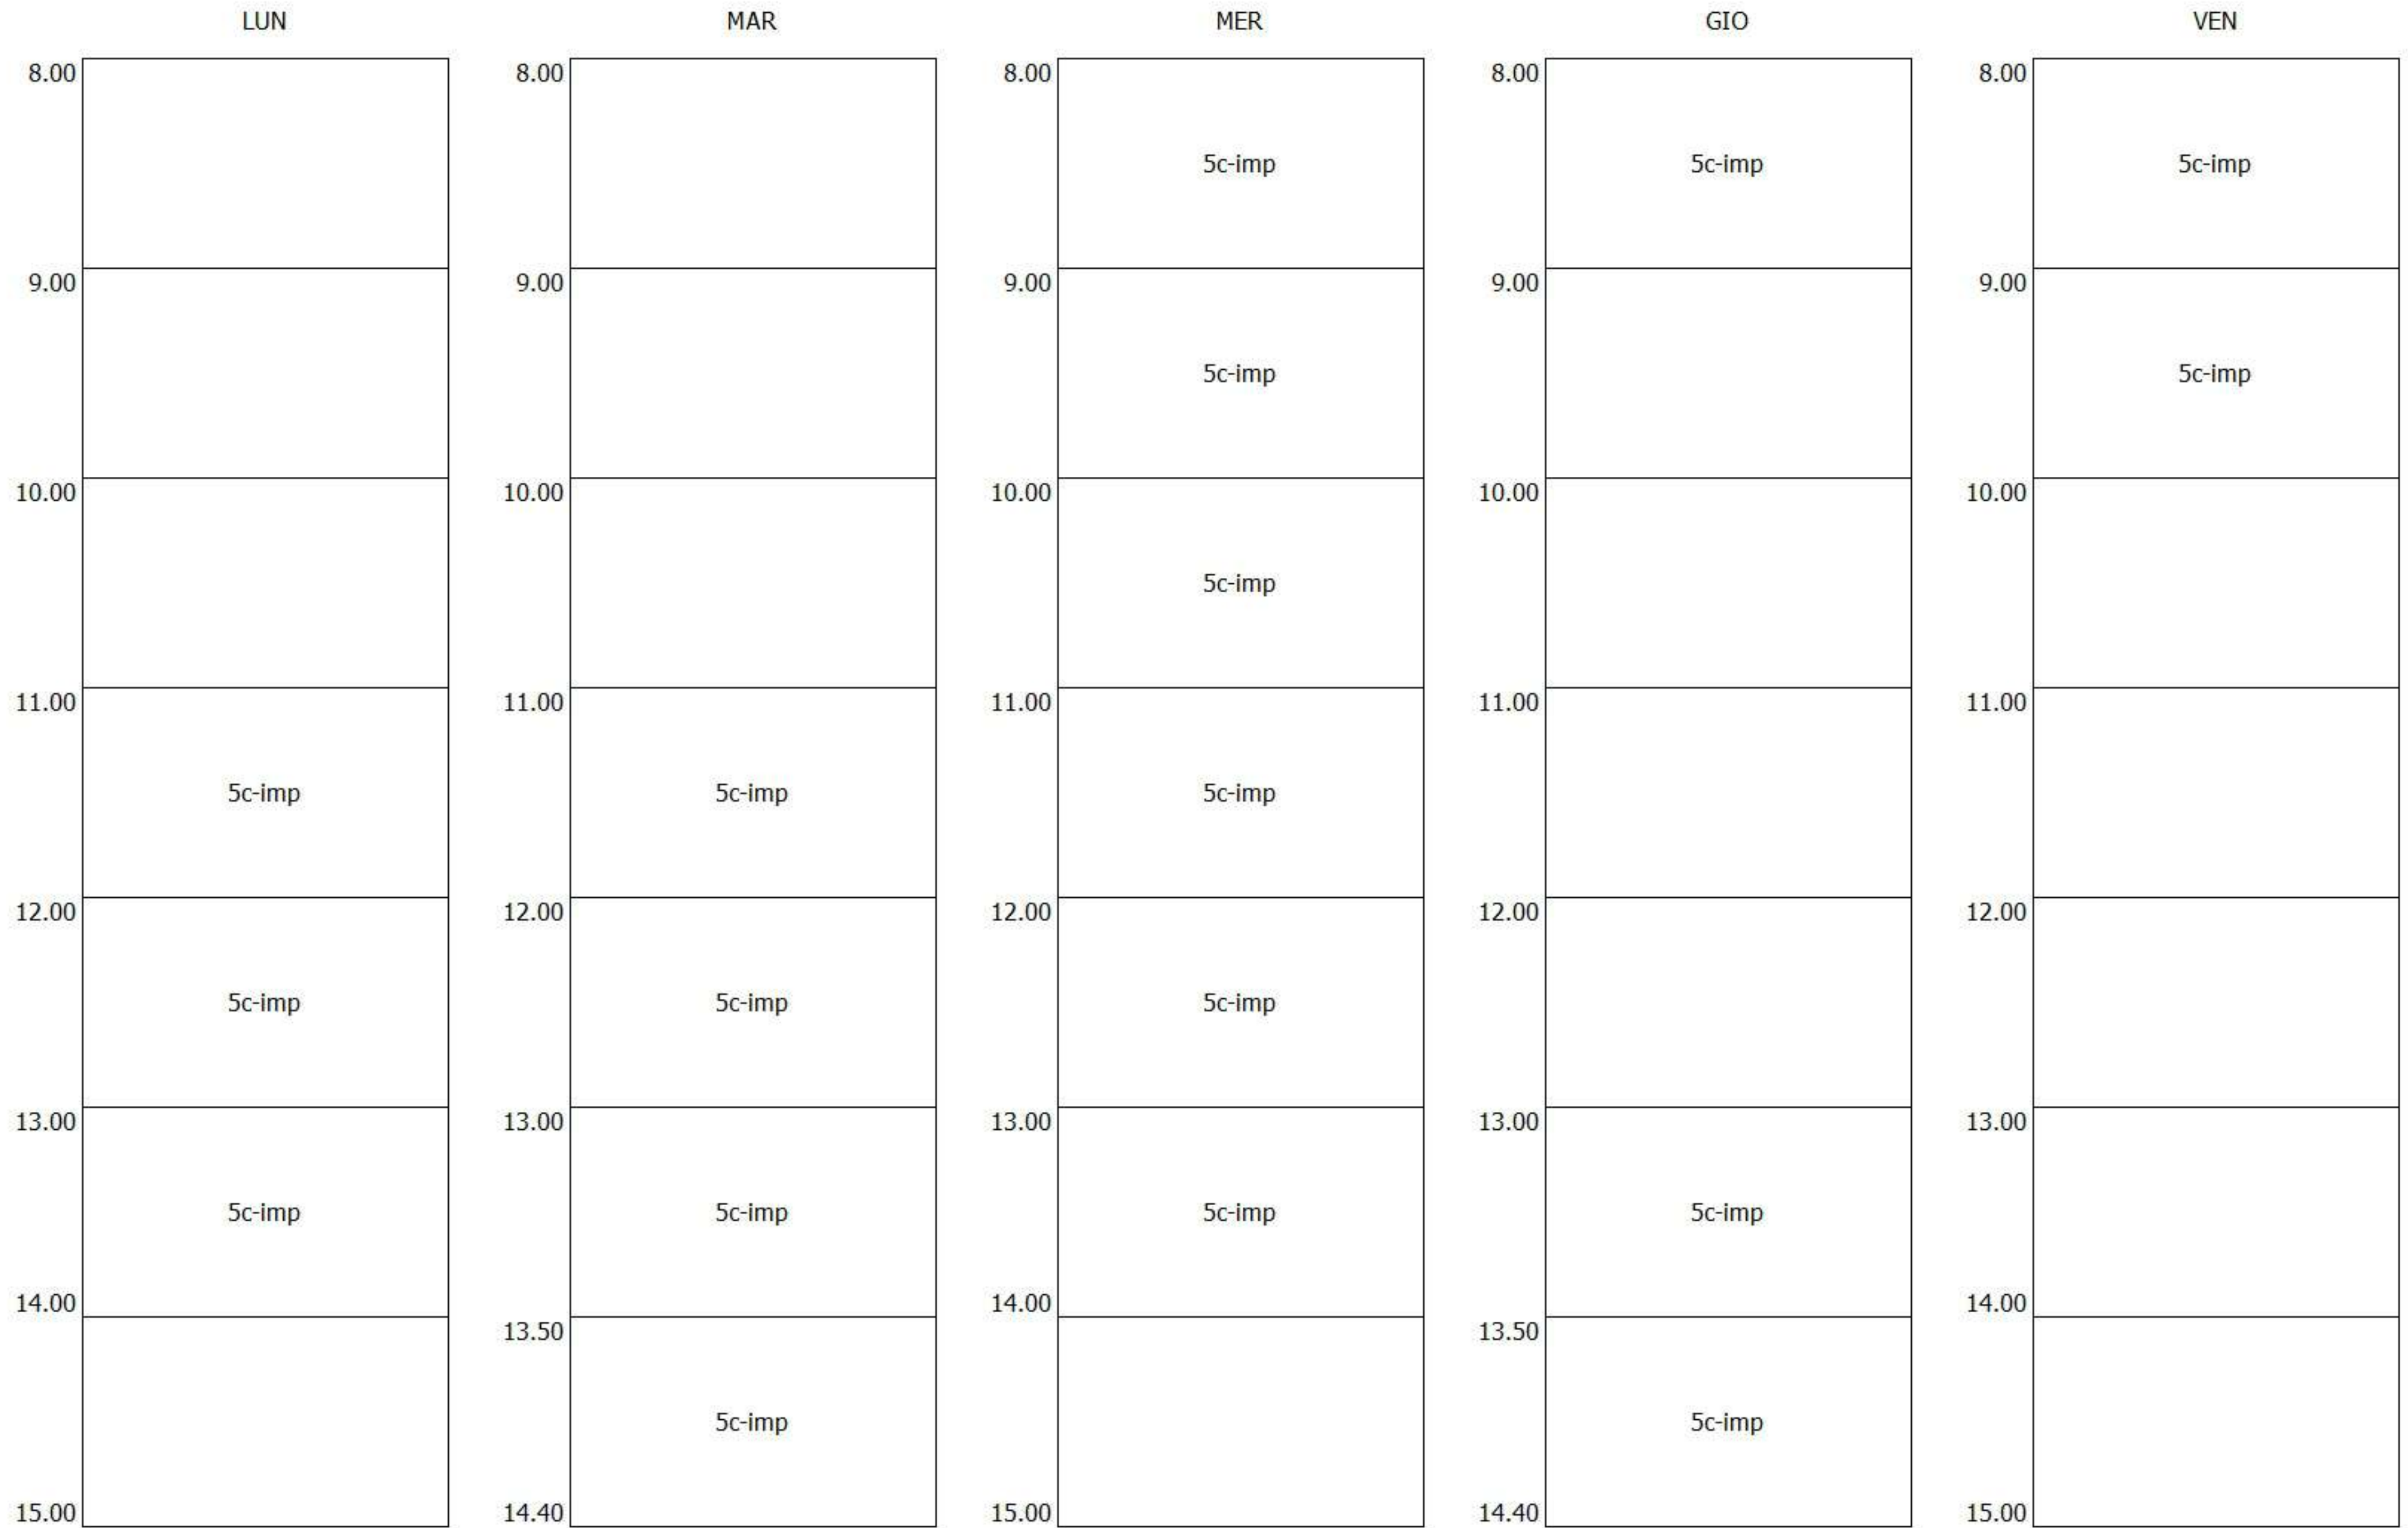 LUN MAR MER GIO VEN
8.00 8.00 8.00 8.00 8.00
5c-imp 5c-imp 5c-imp
9.00 9.00 9.00 9.00 9.00
5c-imp 5c-imp
10.00 10.00 10.00 10.00 10.00
5c-imp
11.00 11.00 11.00 11.00 11.00
5c-imp 5c-imp 5c-imp
12.00 12.00 12.00 12.00 12.00
5c-imp 5c-imp 5c-imp
13.00 13.00 13.00 13.00 13.00
5c-imp 5c-imp 5c-imp 5c-imp
14.00 14.00 14.00
13.50 13.50
5c-imp 5c-imp
15.00 14.40 15.00 14.40 15.00